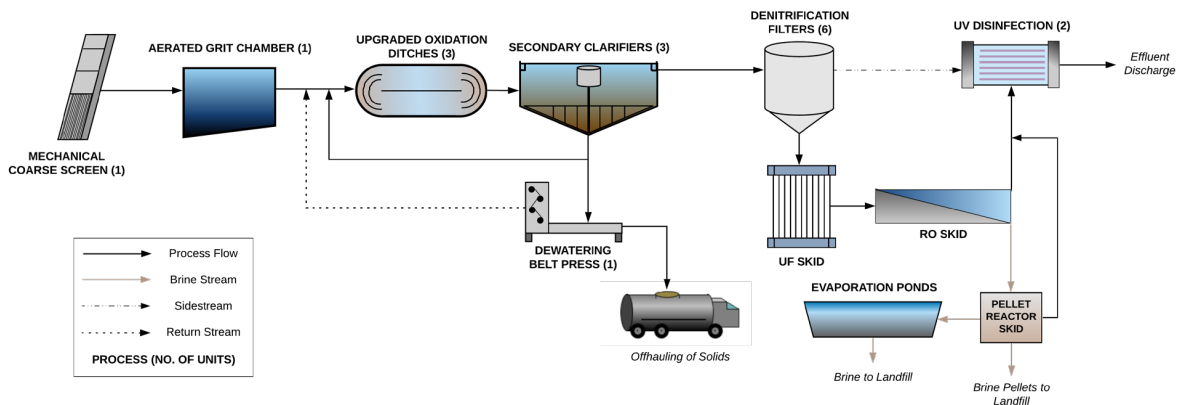 DENITRIFICATION
FILTERS (6)
UV DISINFECTION (2)
UPGRADED OXIDATION
DITCHES (3)
AERATED GRIT CHAMBER (1)
SECONDARY CLARIFIERS (3)
Effluent
Discharge
MECHANICAL
COARSE SCREEN (1)
RO SKID
DEWATERING
BELT PRESS (1)
UF SKID
Process Flow
Brine Stream
Sidestream
Return Stream
PROCESS (NO. OF UNITS)
EVAPORATION PONDS
PELLET
REACTOR
SKID
Offhauling of Solids
Brine to Landfill
Brine Pellets to
Landfill